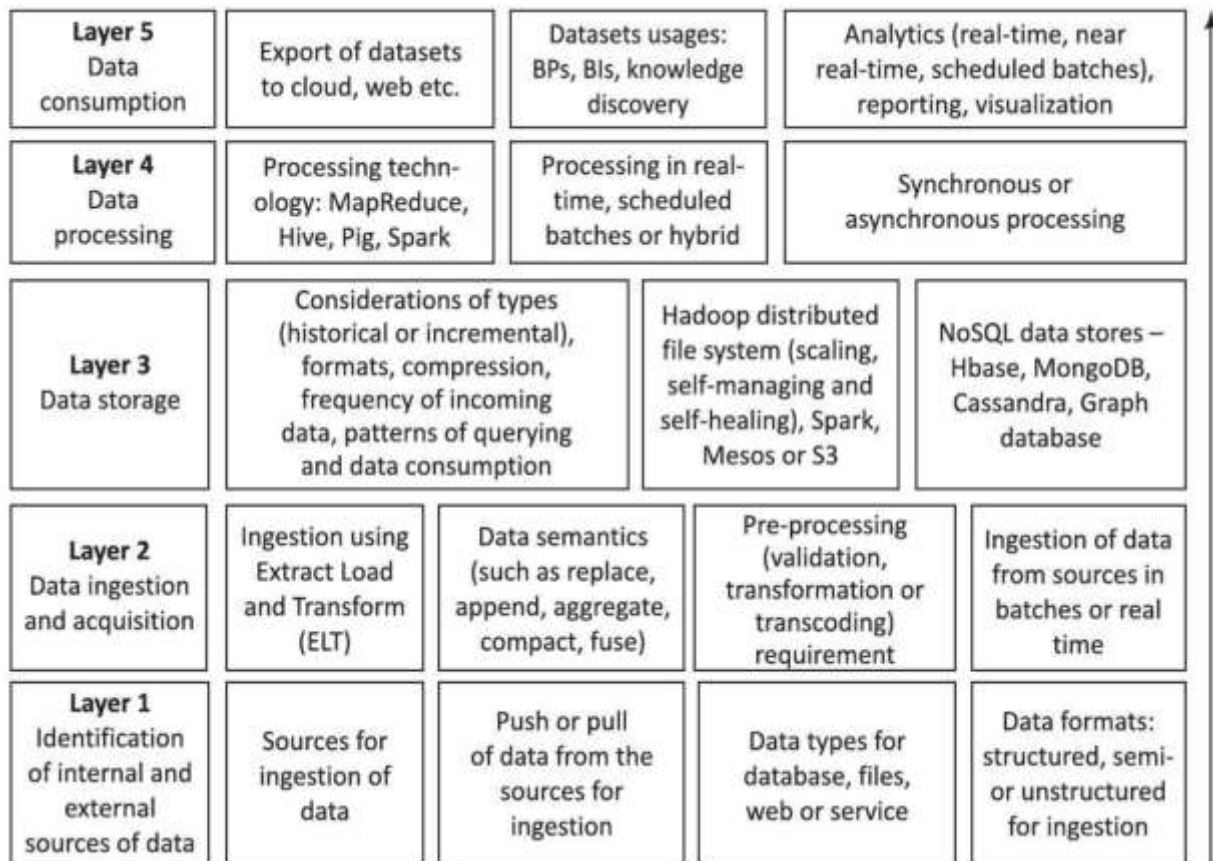 Layer 5
Data
consumption
Export of datasets
to cloud, web etc.
Datasets usages:
BPs, BIs, knowledge
discovery
Analytics (real-time, near
real-time, scheduled batches),
reporting, visualization
Layer 4
Data
processing
Processing techn-
ology: MapReduce,
Hive, Pig, Spark
Processing in real-
time, scheduled
batches or hybrid
Synchronous or
asynchronous processing
Layer 3
Data storage
Considerations of types
(historical or incremental),
formats, compression,
frequency of incoming
data, patterns of querying
and data consumption
Hadoop distributed
file system (scaling,
self-managing and
self-healing), Spark,
Mesos or S3
NoSQL data stores –
Hbase, MongoDB,
Cassandra, Graph
database
Layer 2
Data ingestion
and acquisition
Ingestion using
Extract Load
and Transform
(ELT)
Data semantics
(such as replace,
append, aggregate,
compact, fuse)
Pre-processing
(validation,
transformation or
transcoding)
requirement
Ingestion of data
from sources in
batches or real
time
Layer 1
Identification
of internal and
external
sources of data
Sources for
ingestion of
data
Push or pull
of data from the
sources for
ingestion
Data types for
database, files,
web or service
Data formats:
structured, semi-
or unstructured
for ingestion